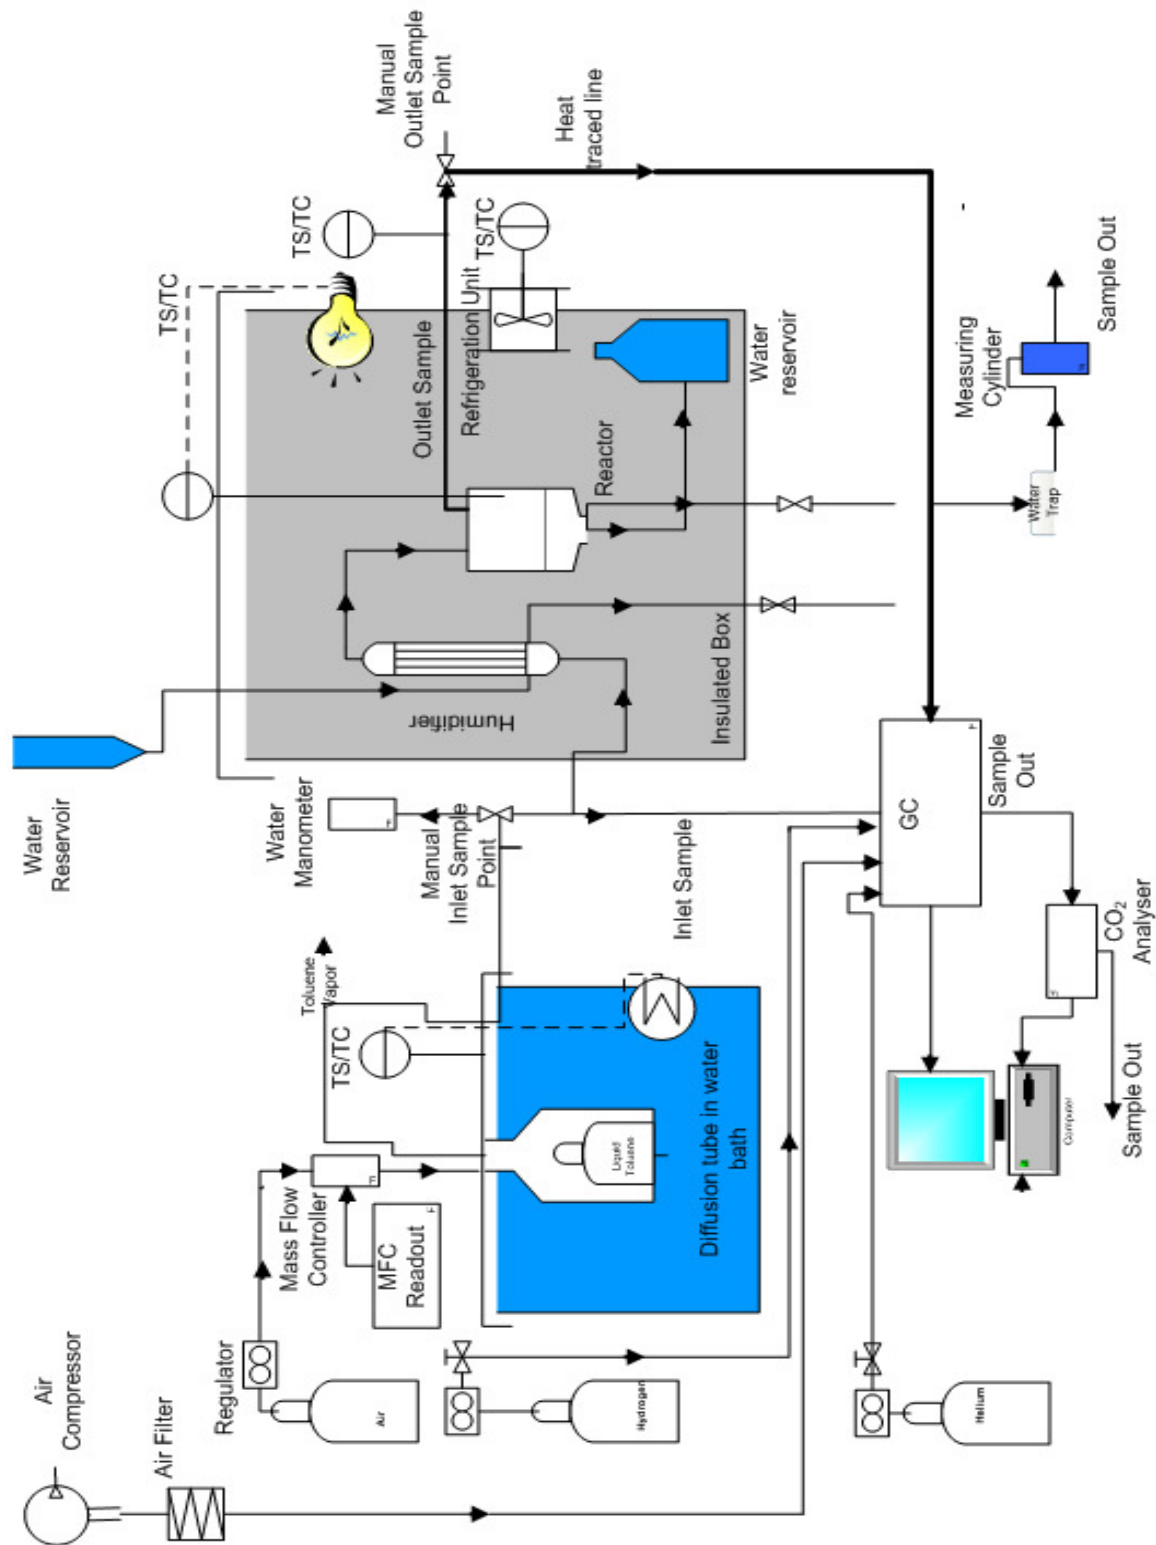 Air
Compressor
Air Filter
Regulator
Air
Mass Flow
Controller
MFC
Readout
F
F
Hydrogen
Helium
Toluene
Vapor
TS/TC
Liquid
Toluene
Diffusion tube in water
bath
Water
Reservoir
Water
Manometer
F
Manual
Inlet Sample
Point
Inlet Sample
Humidifier
Insulated Box
TS/TC
TS/TC
Outlet Sample
Refrigeration Unit
TS/TC
Reactor
Water
reservoir
Manual
Outlet Sample
Point
Heat
traced line
GC
F
Sample
Out
CO₂
Analyser
Sample Out
Computer
Water
Trap
Measuring
Cylinder
Sample Out